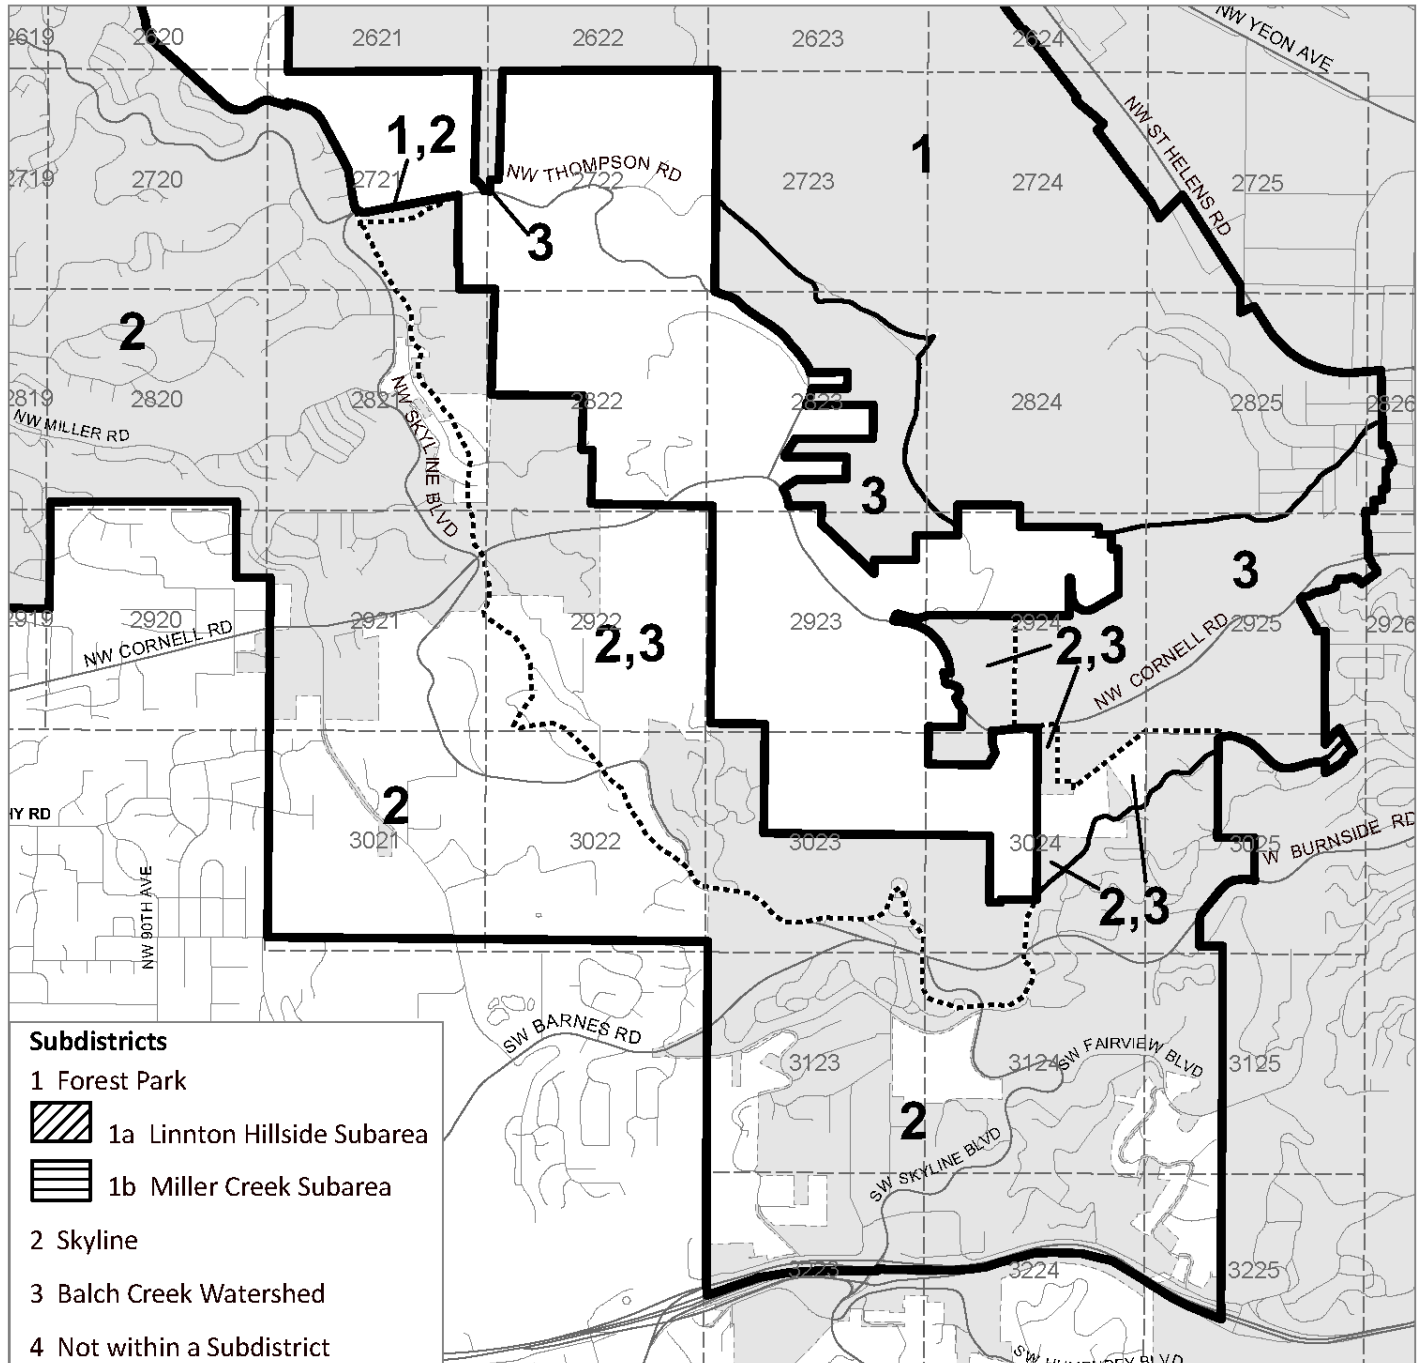 2619
2620
2621
2622
2623
2624
NW YEON AVE
1,2
1
NW ST HELENS RD
NW THOMPSON RD
2719
2720
2721
2722
2723
2724
2725
3
2
2819
2820
2821
2822
2823
2824
2825
2826
NW MILLER RD
NW SKYLINE BLVD
3
3
2919
2920
2921
2922
2923
2924
2925
2926
NW CORNELL RD
2,3
2,3
NW CORNELL RD
HY RD
2
3021
3022
3023
3024
3025
W BURNSIDE RD
NW 90TH AVE
2,3
SW BARNES RD
3123
3124
3125
SW FAIRVIEW BLVD
2
SW SKYLINE BLVD
3223
3224
3225
SW HUMPHREY BLVD
Subdistricts
1 Forest Park
1a Linnton Hillside Subarea
1b Miller Creek Subarea
2 Skyline
3 Balch Creek Watershed
4 Not within a Subdistrict